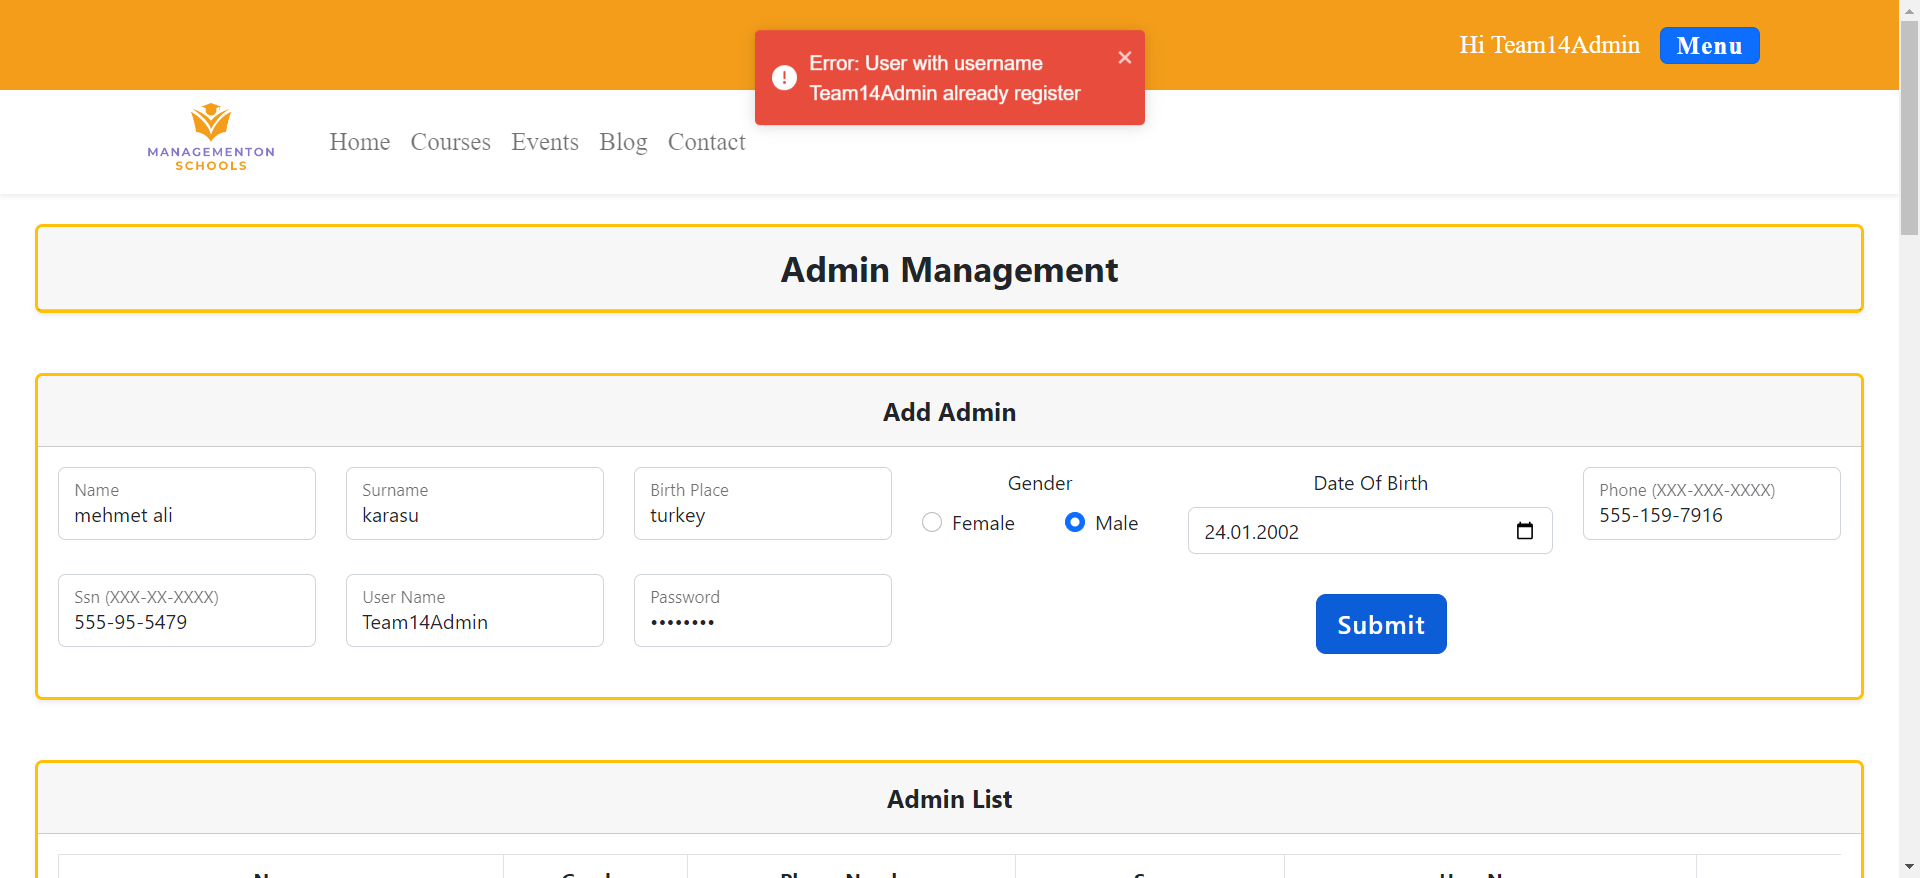 Hi Team14Admin
Menu
Error: User with username
Team14Admin already register
MANAGEMENTON
SCHOOLS
Home
Courses
Events
Blog
Contact
Admin Management
Add Admin
Name
mehmet ali
Surname
karasu
Birth Place
turkey
Gender
Female
Male
Date Of Birth
24.01.2002
Phone (XXX-XXX-XXXX)
555-159-7916
Ssn (XXX-XX-XXXX)
555-95-5479
User Name
Team14Admin
Password
••••••••
Submit
Admin List